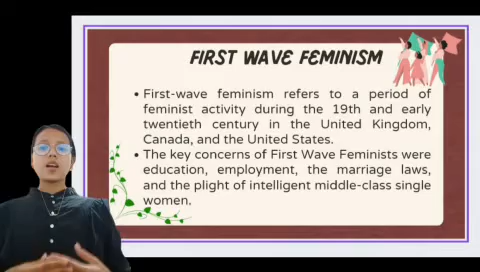 FIRST WAVE FEMINISM
• First-wave feminism refers to a period of
feminist activity during the 19th and early
twentieth century in the United Kingdom,
Canada, and the United States.
• The key concerns of First Wave Feminists were
education, employment, the marriage laws,
and the plight of intelligent middle-class single
women.